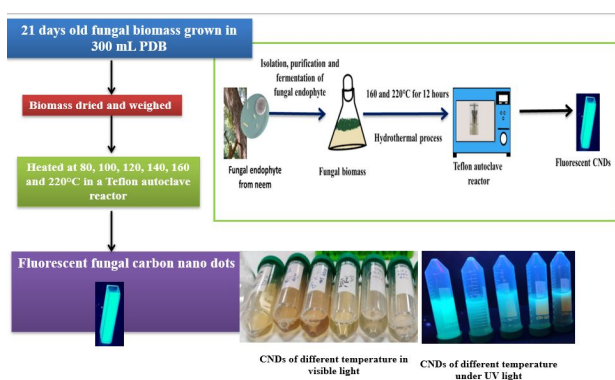 21 days old fungal biomass grown in
300 mL PDB
Biomass dried and weighed
Heated at 80, 100, 120, 140, 160
and 220°C in a Teflon autoclave
reactor
Fluorescent fungal carbon nano dots
Isolation, purification and
fermentation of
fungal endophyte
160 and 220°C for 12 hours
Hydrothermal process
Fungal endophyte
from neem
Fungal biomass
Teflon autoclave
reactor
Fluorescent CNDs
CNDs of different temperature in
visible light
CNDs of different temperature
under UV light